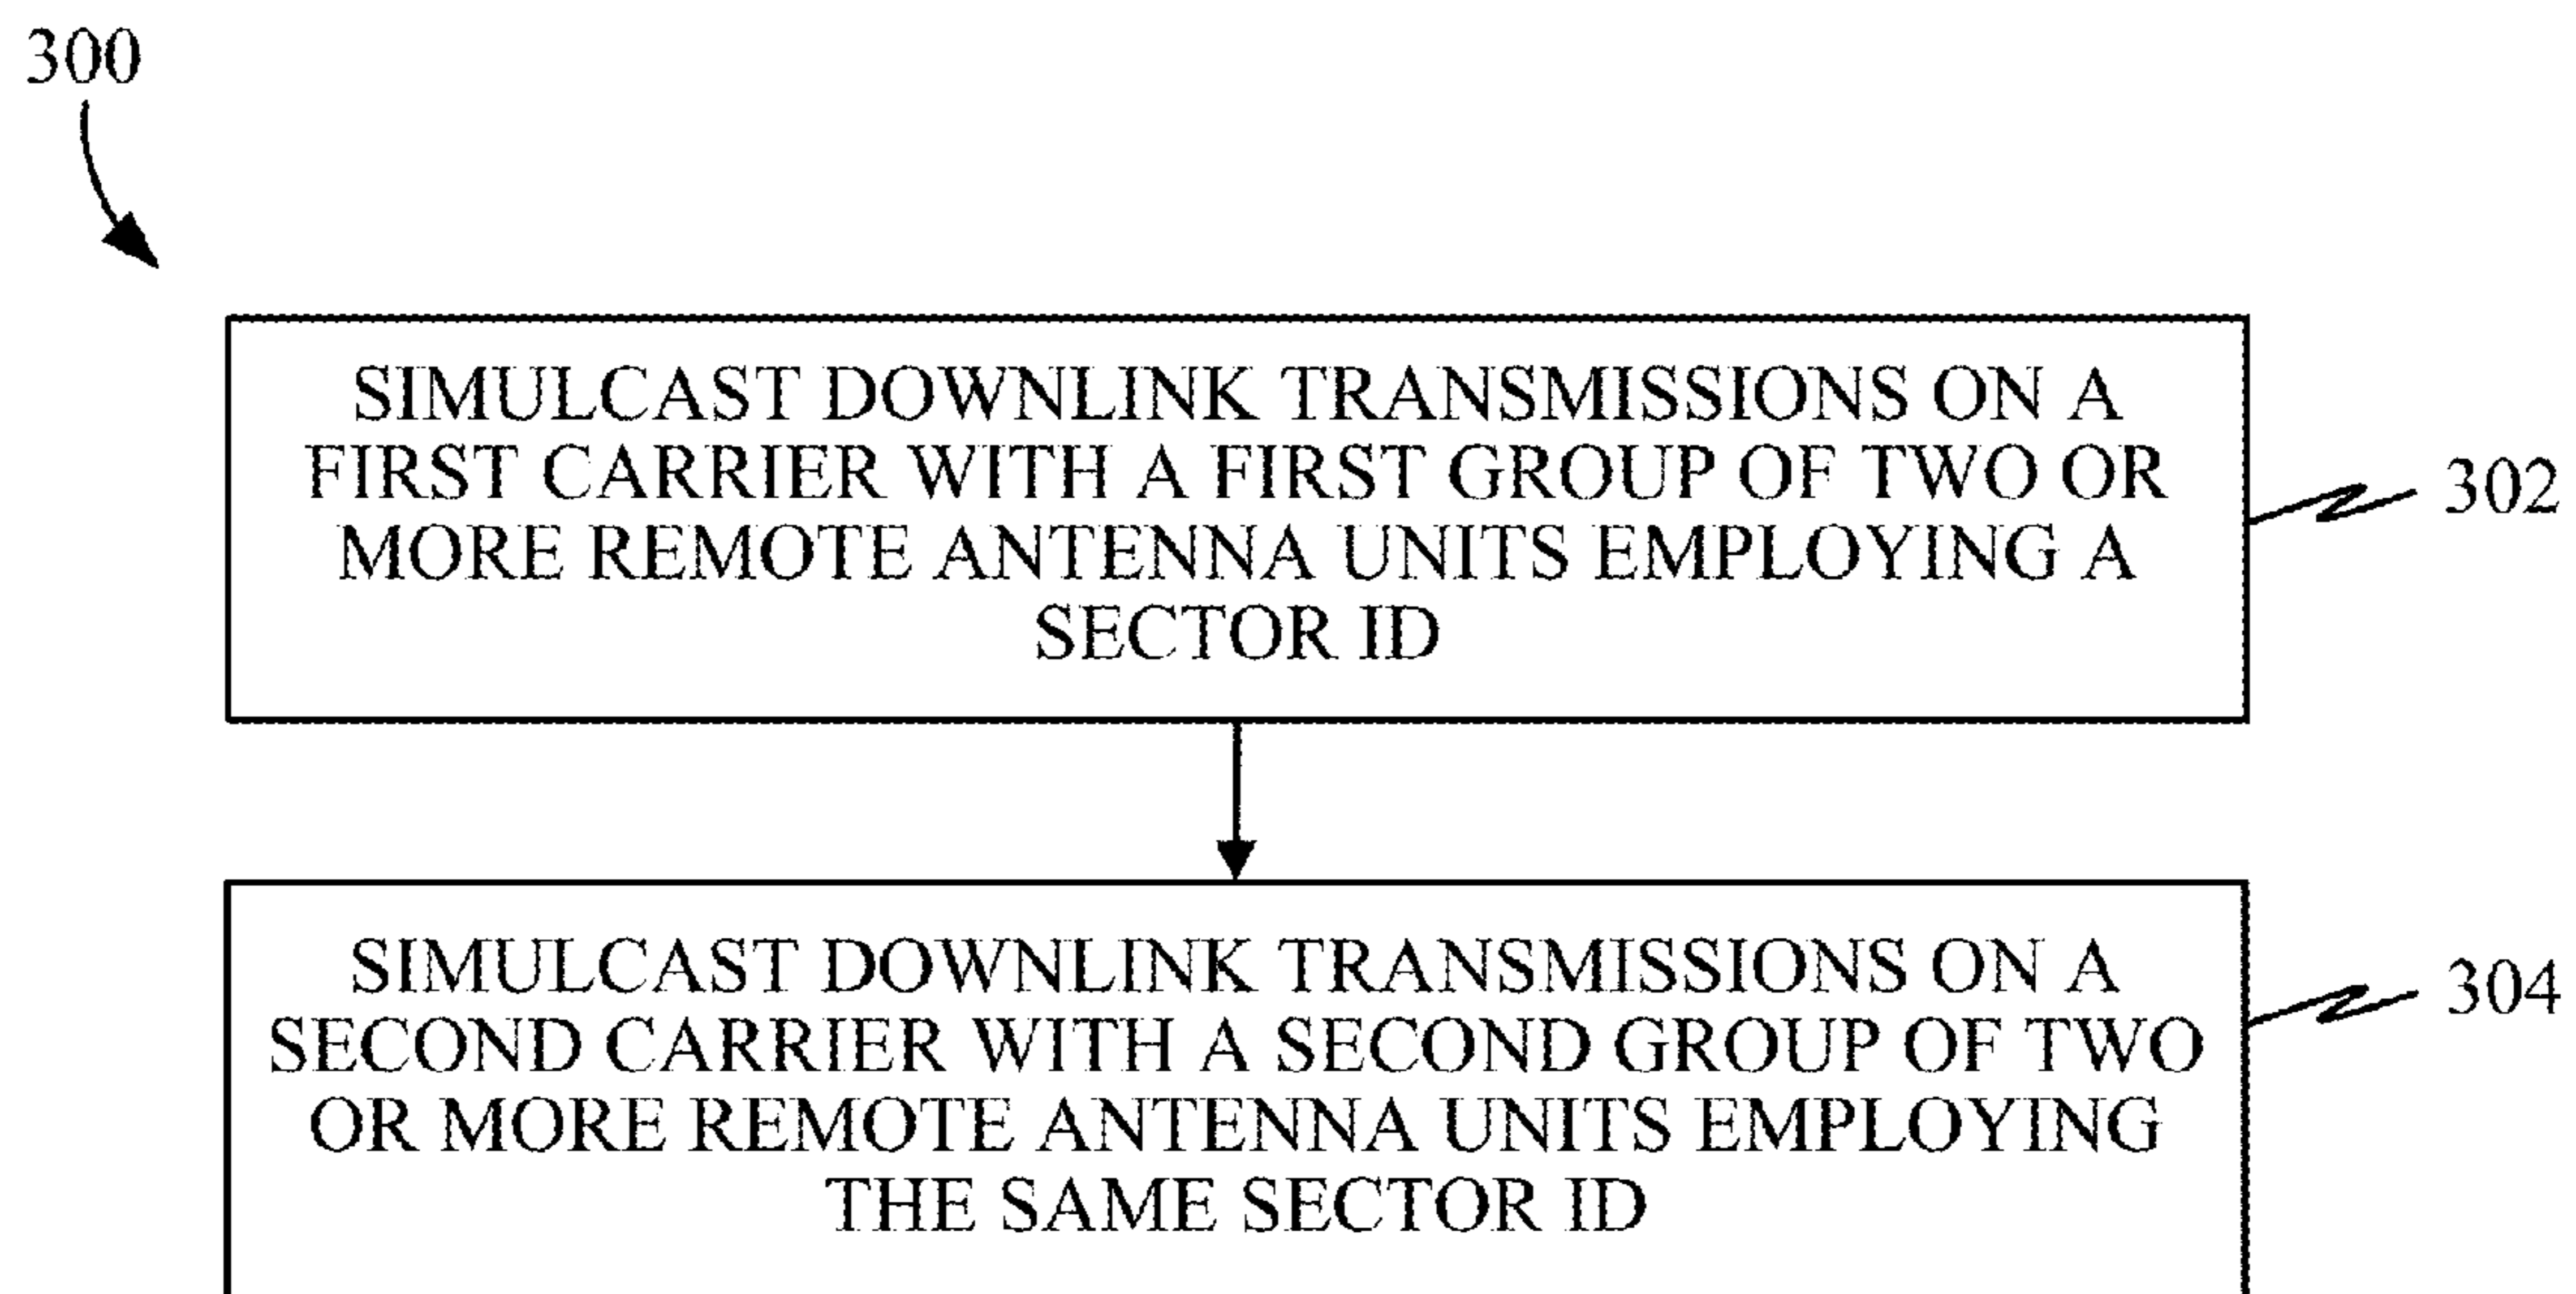 300
SIMULCAST DOWNLINK TRANSMISSIONS ON A
FIRST CARRIER WITH A FIRST GROUP OF TWO OR
MORE REMOTE ANTENNA UNITS EMPLOYING A
SECTOR ID
302
SIMULCAST DOWNLINK TRANSMISSIONS ON A
SECOND CARRIER WITH A SECOND GROUP OF TWO
OR MORE REMOTE ANTENNA UNITS EMPLOYING
THE SAME SECTOR ID
304